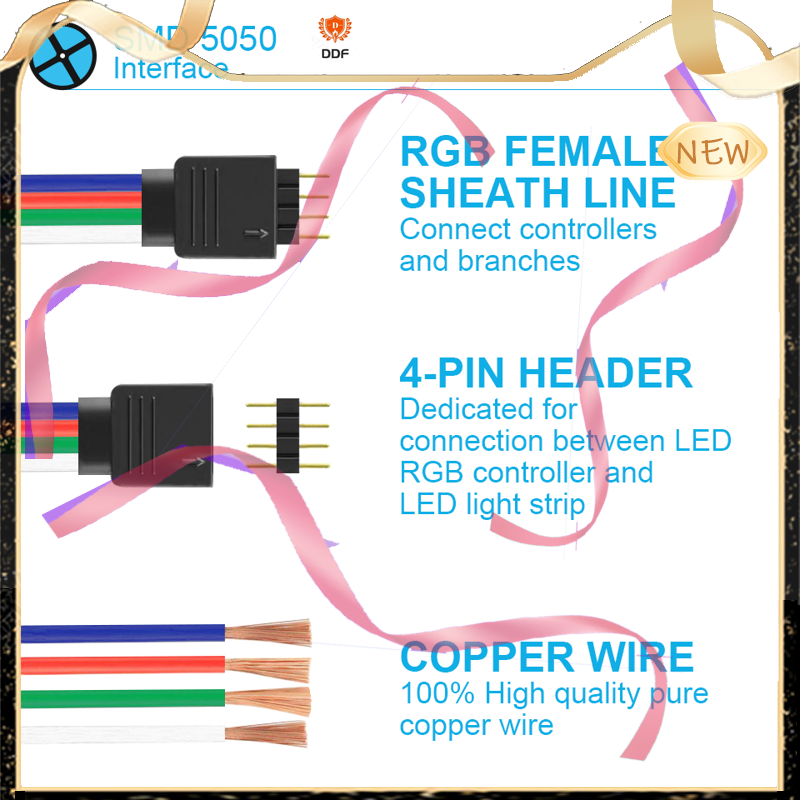 SMD 5050
Interface
D
DDF
NEW
RGB FEMALE
SHEATH LINE
Connect controllers
and branches
4-PIN HEADER
Dedicated for
connection between LED
RGB controller and
LED light strip
COPPER WIRE
100% High quality pure
copper wire